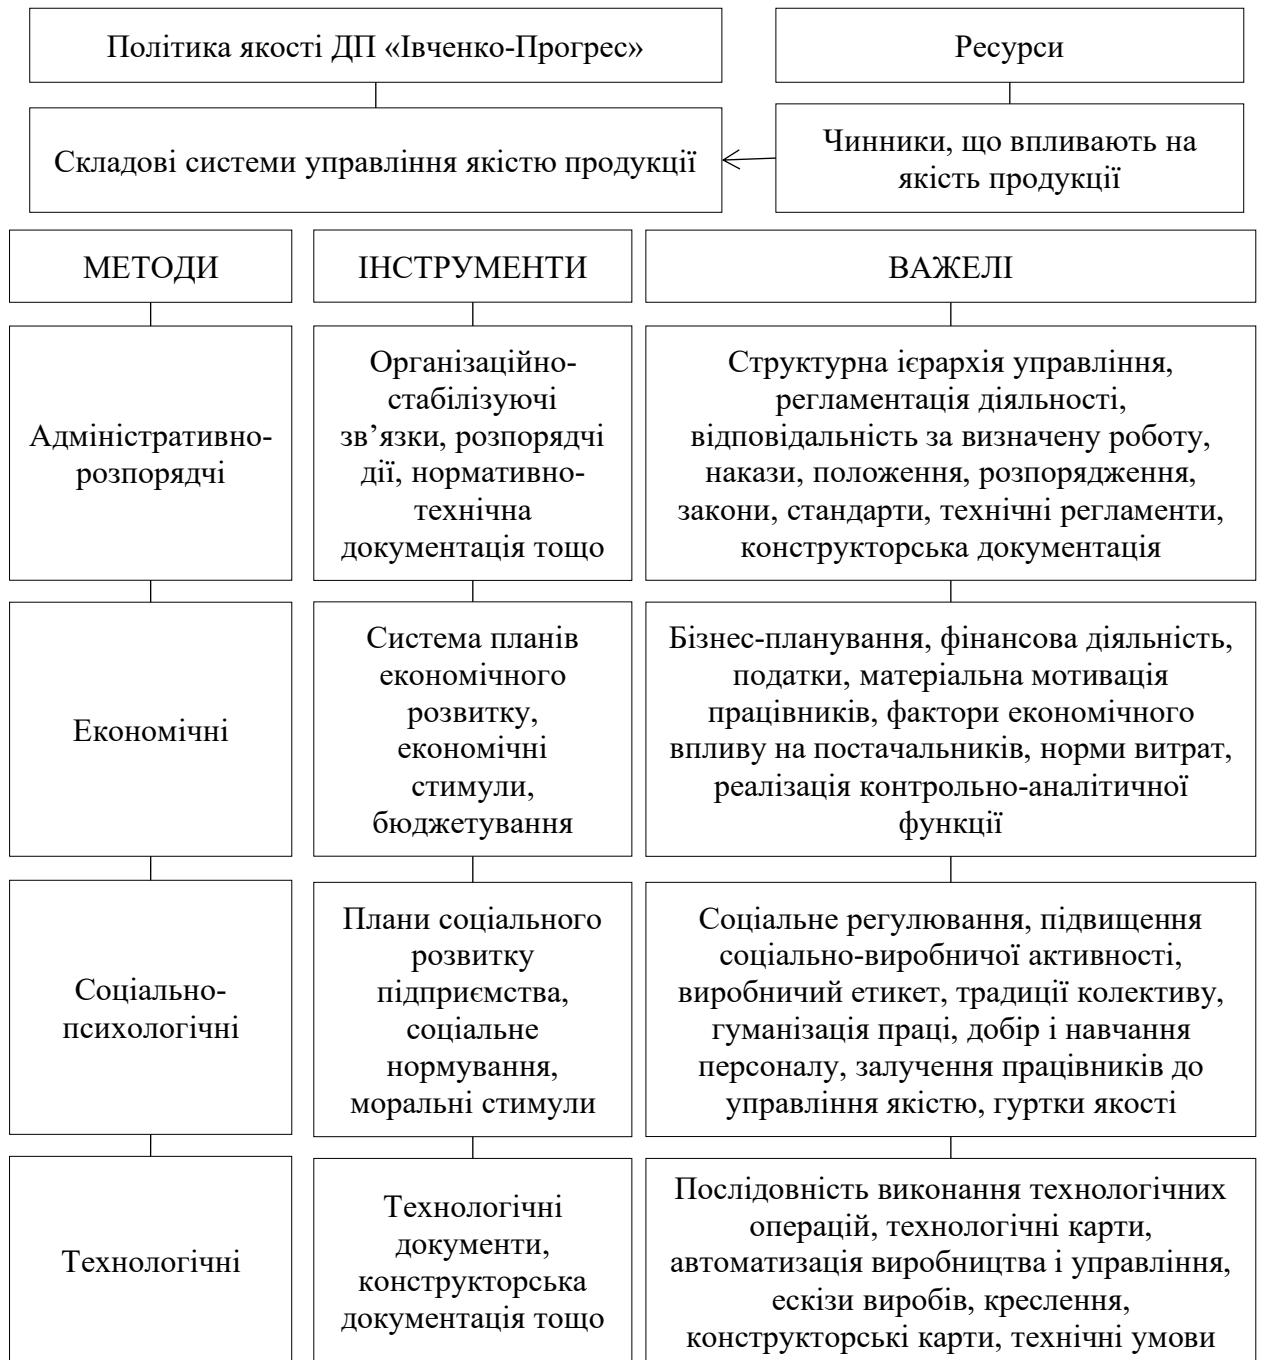 Політика якості ДП «Івченко-Прогрес»
Ресурси
Складові системи управління якістю продукції
Чинники, що впливають на
якість продукції
МЕТОДИ
ІНСТРУМЕНТИ
ВАЖЕЛІ
Адміністративно-
розпорядчі
Організаційно-
стабілізуючі
зв’язки, розпорядчі
дії, нормативно-
технічна
документація тощо
Структурна ієрархія управління,
регламентація діяльності,
відповідальність за визначену роботу,
накази, положення, розпорядження,
закони, стандарти, технічні регламенти,
конструкторська документація
Економічні
Система планів
економічного
розвитку,
економічні
стимули,
бюджетування
Бізнес-планування, фінансова діяльність,
податки, матеріальна мотивація
працівників, фактори економічного
впливу на постачальників, норми витрат,
реалізація контрольно-аналітичної
функції
Соціально-
психологічні
Плани соціального
розвитку
підприємства,
соціальне
нормування,
моральні стимули
Соціальне регулювання, підвищення
соціально-виробничої активності,
виробничий етикет, традиції колективу,
гуманізація праці, добір і навчання
персоналу, залучення працівників до
управління якістю, гуртки якості
Технологічні
Технологічні
документи,
конструкторська
документація тощо
Послідовність виконання технологічних
операцій, технологічні карти,
автоматизація виробництва і управління,
ескізи виробів, креслення,
конструкторські карти, технічні умови